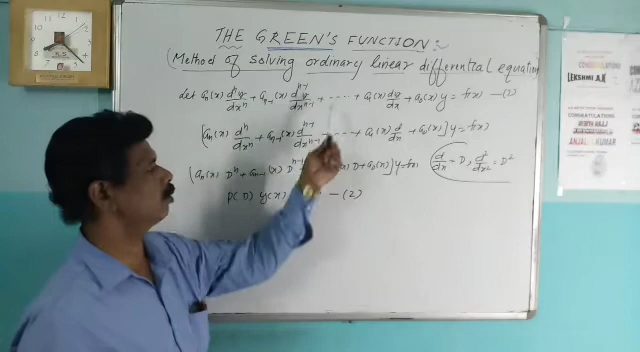 THE GREEN'S FUNCTION:
(Method of solving ordinary linear differential equation
let aₙ(x) dⁿy/dxⁿ + aₙ₋₁(x) dⁿ⁻¹y/dxⁿ⁻¹ + ..... + a₁(x) dy/dx + a₀(x) y = f(x) — (1)
[aₙ(x) dⁿ/dxⁿ + aₙ₋₁(x) dⁿ⁻¹/dxⁿ⁻¹ ... + a₁(x) d/dx + a₀(x)] y = f(x)
[aₙ(x) Dⁿ + aₙ₋₁(x) Dⁿ⁻¹ (x) D + a₀(x)] y = f(x) (d/dx = D, d²/dx² = D²
P(D) y(x) — (2)
CONGRATULATIONS
LEKSHMI A.K
ANJALI KUMAR